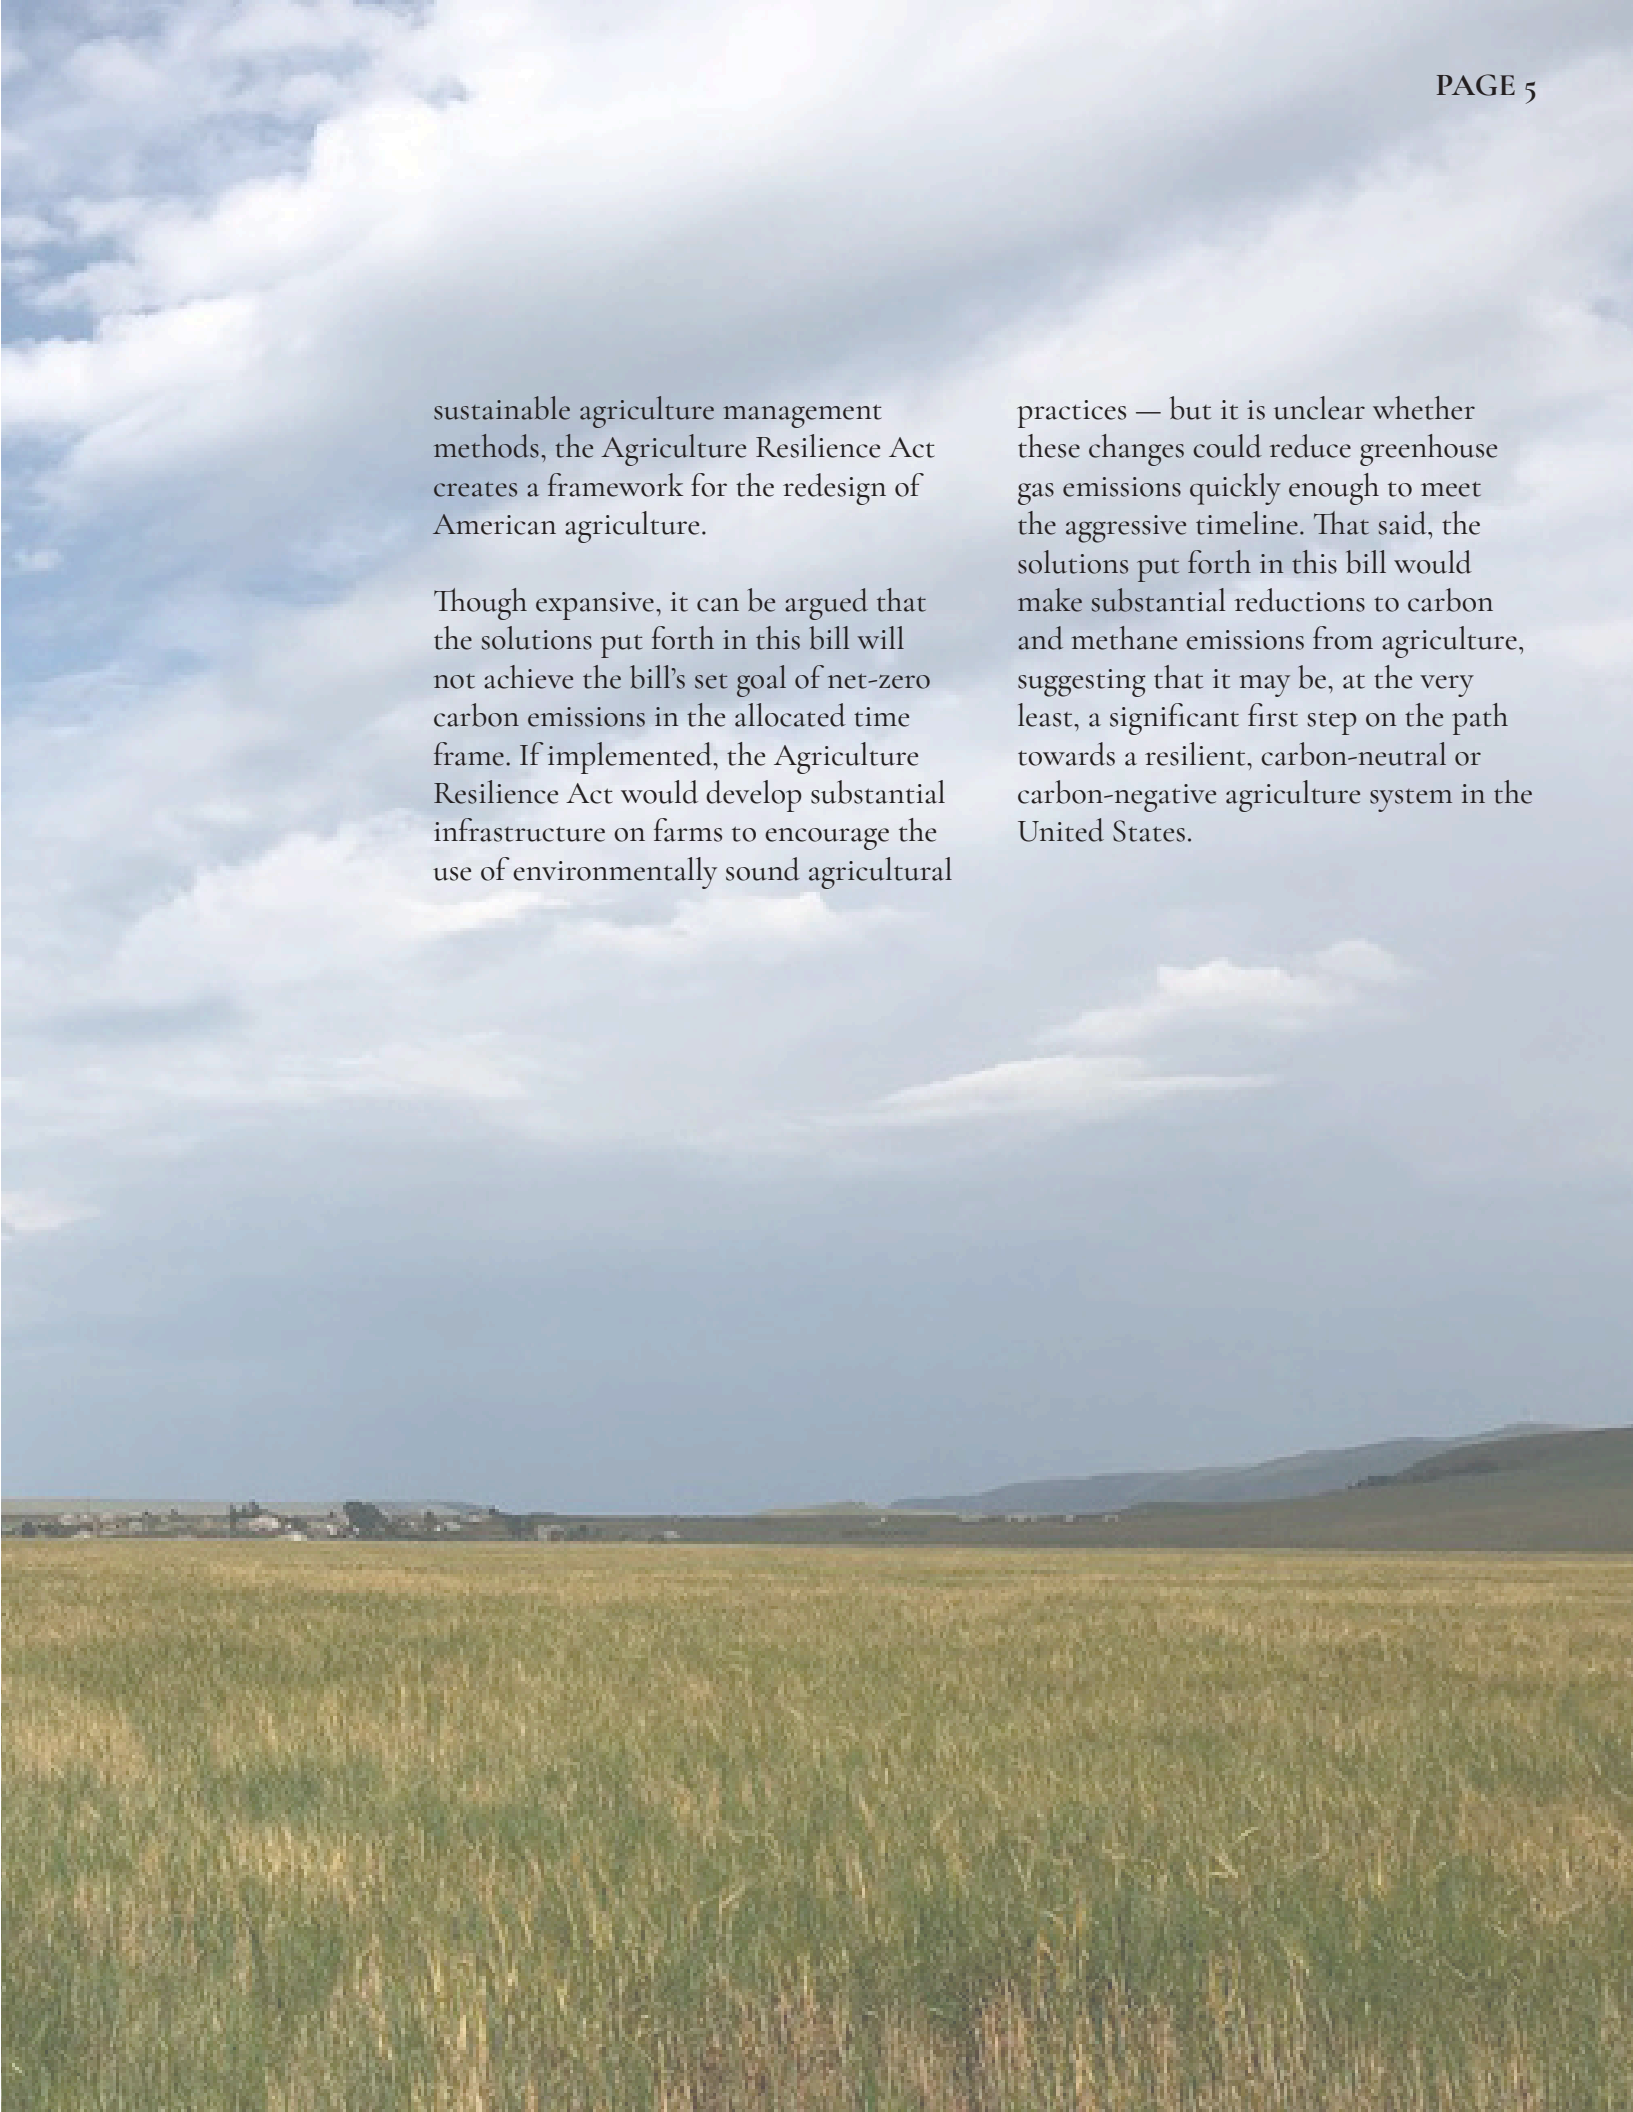 PAGE 5
sustainable agriculture management
methods, the Agriculture Resilience Act
creates a framework for the redesign of
American agriculture.
Though expansive, it can be argued that
the solutions put forth in this bill will
not achieve the bill’s set goal of net-zero
carbon emissions in the allocated time
frame. If implemented, the Agriculture
Resilience Act would develop substantial
infrastructure on farms to encourage the
use of environmentally sound agricultural
practices — but it is unclear whether
these changes could reduce greenhouse
gas emissions quickly enough to meet
the aggressive timeline. That said, the
solutions put forth in this bill would
make substantial reductions to carbon
and methane emissions from agriculture,
suggesting that it may be, at the very
least, a significant first step on the path
towards a resilient, carbon-neutral or
carbon-negative agriculture system in the
United States.